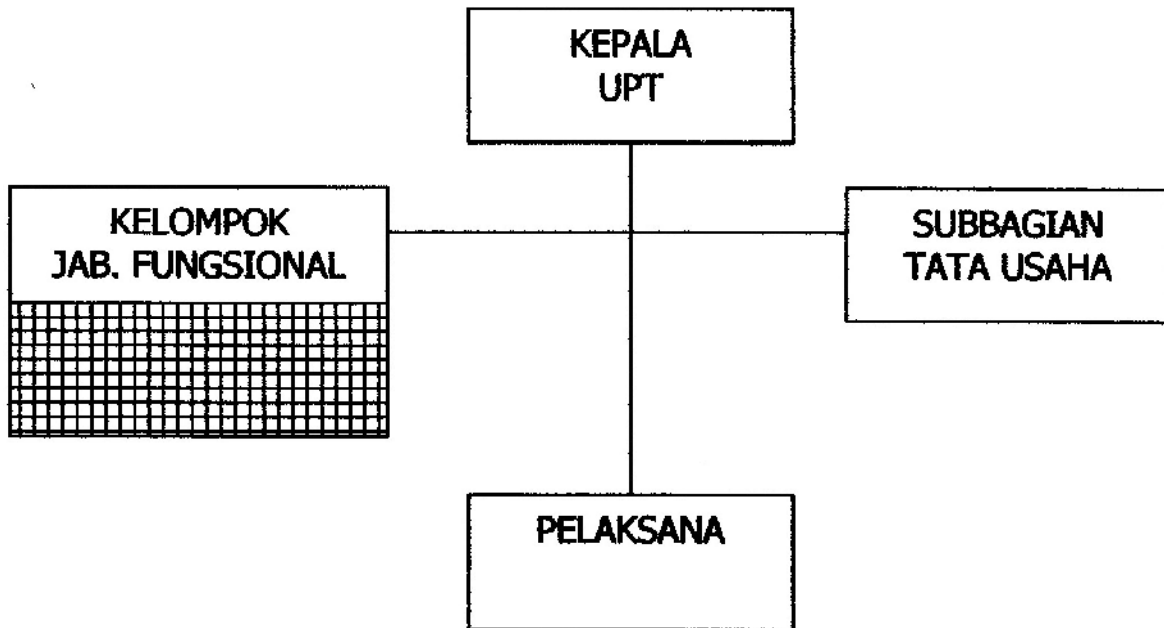 KEPALA
UPT
KELOMPOK
JAB. FUNGSIONAL
SUBBAGIAN
TATA USAHA
PELAKSANA